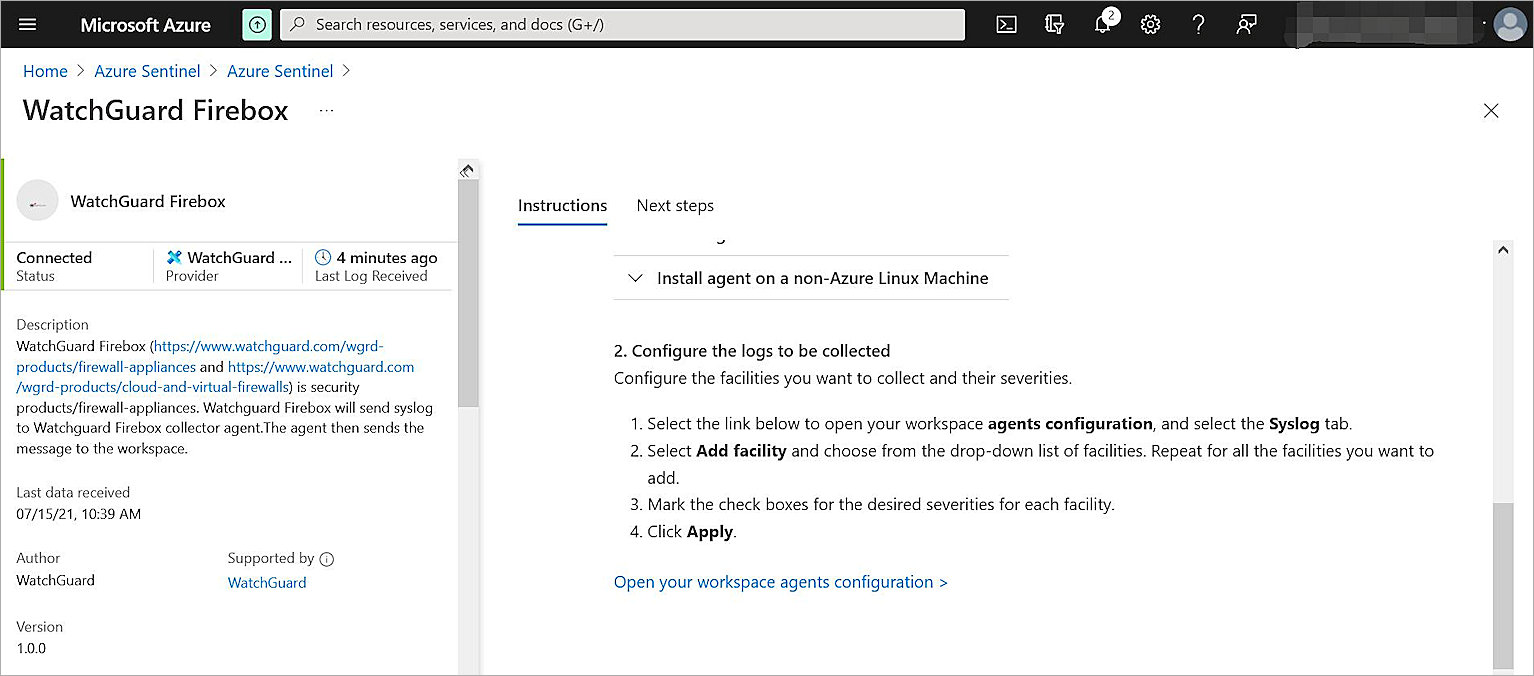 Microsoft Azure
Search resources, services, and docs (G+/)
2
Home > Azure Sentinel > Azure Sentinel >
WatchGuard Firebox ...
WatchGuard Firebox
Connected
Status
WatchGuard ...
Provider
4 minutes ago
Last Log Received
Description
WatchGuard Firebox (https://www.watchguard.com/wgrd-
products/firewall-appliances and https://www.watchguard.com
/wgrd-products/cloud-and-virtual-firewalls) is security
products/firewall-appliances. Watchguard Firebox will send syslog
to Watchguard Firebox collector agent.The agent then sends the
message to the workspace.
Last data received
07/15/21, 10:39 AM
Author
WatchGuard
Supported by
WatchGuard
Version
1.0.0
Instructions
Next steps
Install agent on a non-Azure Linux Machine
2. Configure the logs to be collected
Configure the facilities you want to collect and their severities.
1. Select the link below to open your workspace agents configuration, and select the Syslog tab.
2. Select Add facility and choose from the drop-down list of facilities. Repeat for all the facilities you want to
add.
3. Mark the check boxes for the desired severities for each facility.
4. Click Apply.
Open your workspace agents configuration >